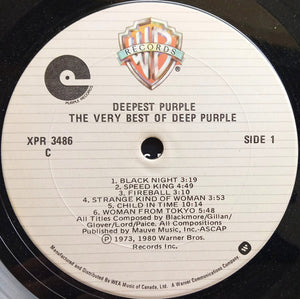 RECORDS
PURPLE RECORDS
DEEPEST PURPLE
THE VERY BEST OF DEEP PURPLE
XPR 3486
SIDE 1
C
1. BLACK NIGHT 3:19
2. SPEED KING 4:49
3. FIREBALL 3:10
4. STRANGE KIND OF WOMAN 3:53
5. CHILD IN TIME 10:14
6. WOMAN FROM TOKYO 5:48
All Titles Composed by Blackmore/Gillan/
Glover/Lord/Paice, All Compositions
Published by Mauve Music, Inc.-ASCAP
Ⓟ 1973, 1980 Warner Bros.
Records Inc.
Manufactured and Distributed By WEA Music of Canada, Ltd. A Warner Communications Company